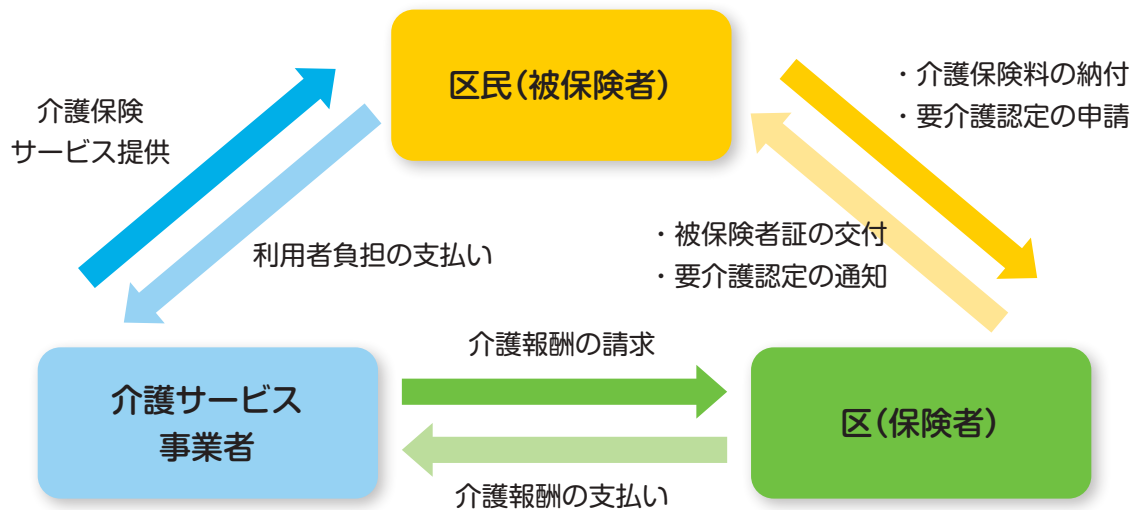 区民（被保険者）
・介護保険料の納付
・要介護認定の申請
介護保険
サービス提供
利用者負担の支払い
・被保険者証の交付
・要介護認定の通知
介護報酬の請求
介護サービス
事業者
区（保険者）
介護報酬の支払い